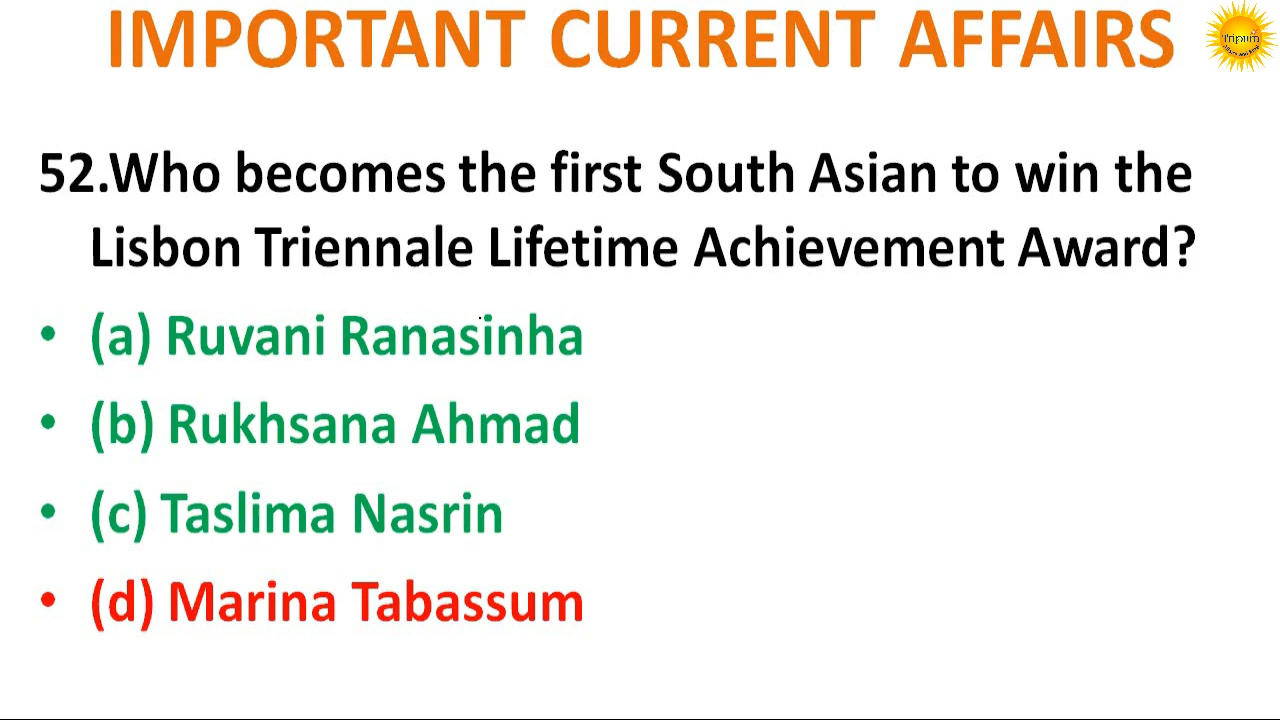 IMPORTANT CURRENT AFFAIRS
Tripura
52.Who becomes the first South Asian to win the
Lisbon Triennale Lifetime Achievement Award?
• (a) Ruvani Ranasinha
• (b) Rukhsana Ahmad
• (c) Taslima Nasrin
• (d) Marina Tabassum